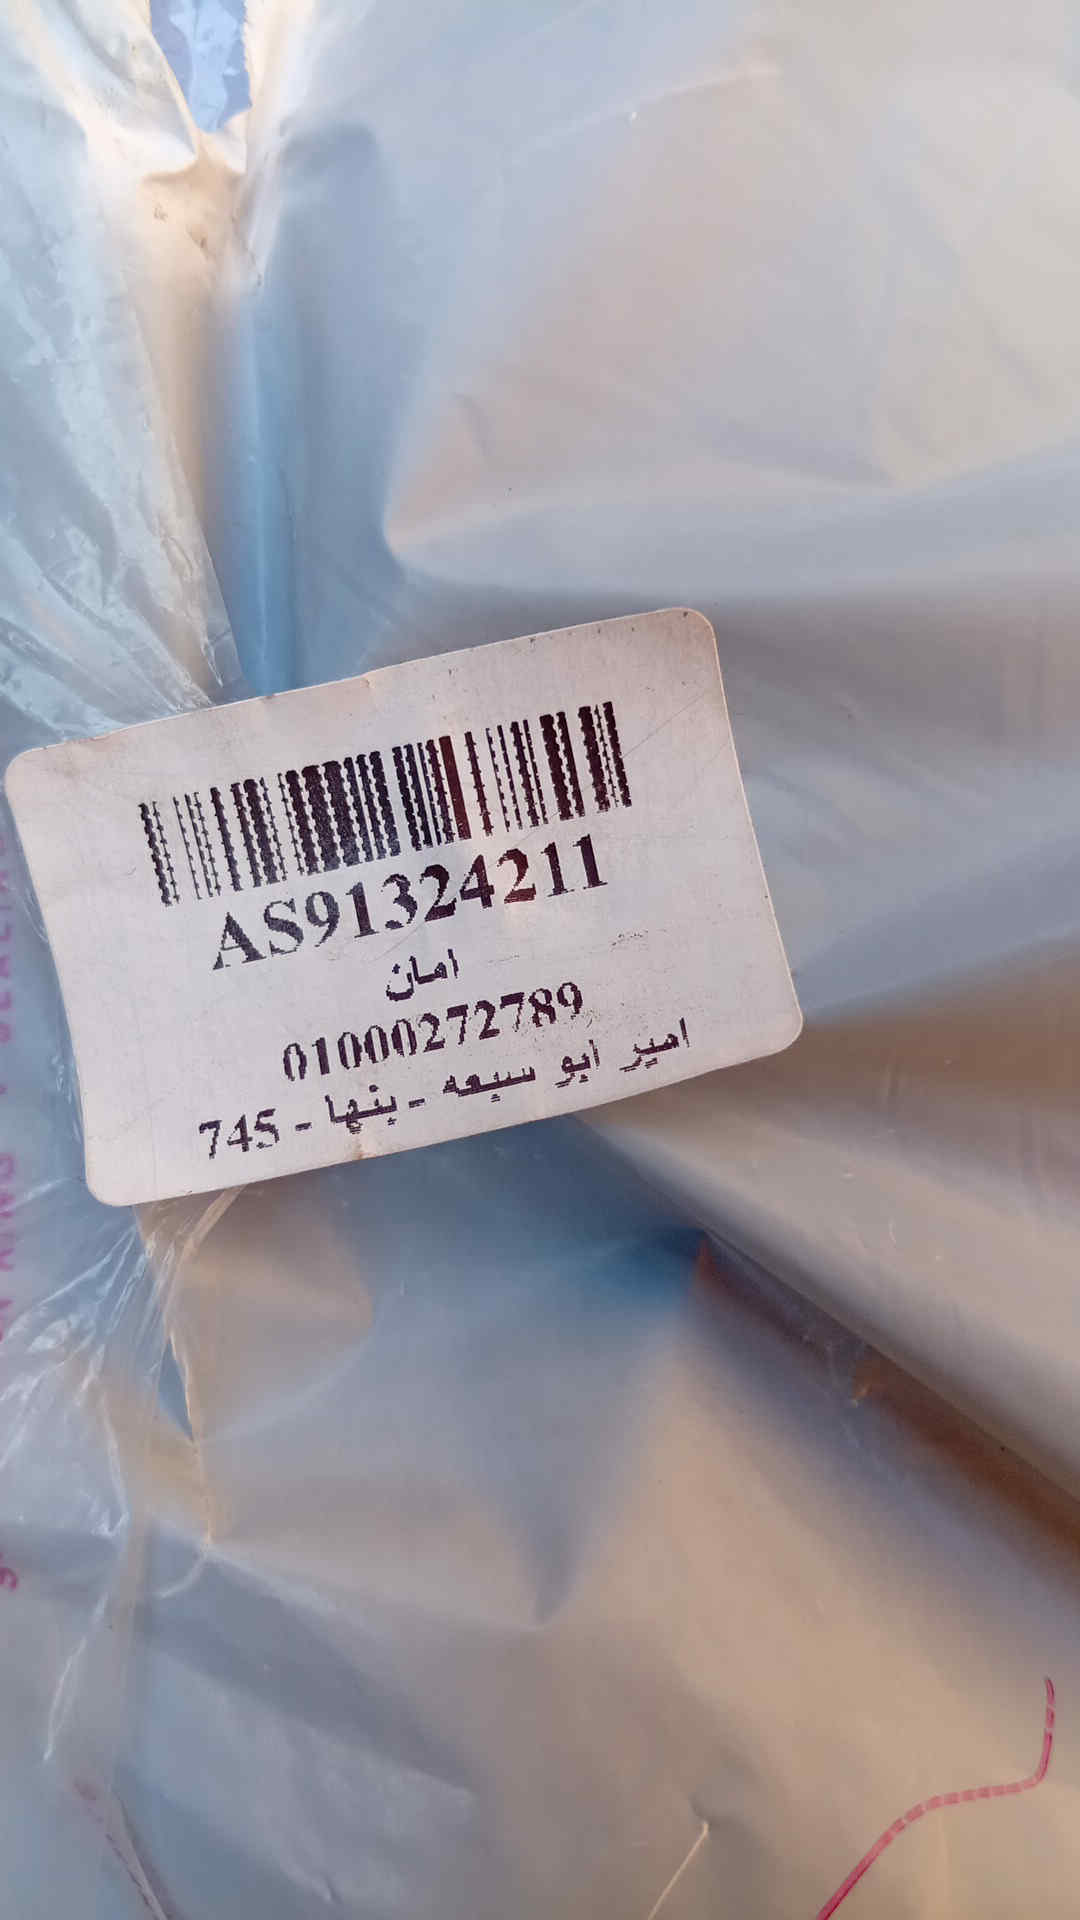 AS91324211
امان
01000272789
امير ابو سبعه - بنها - 745